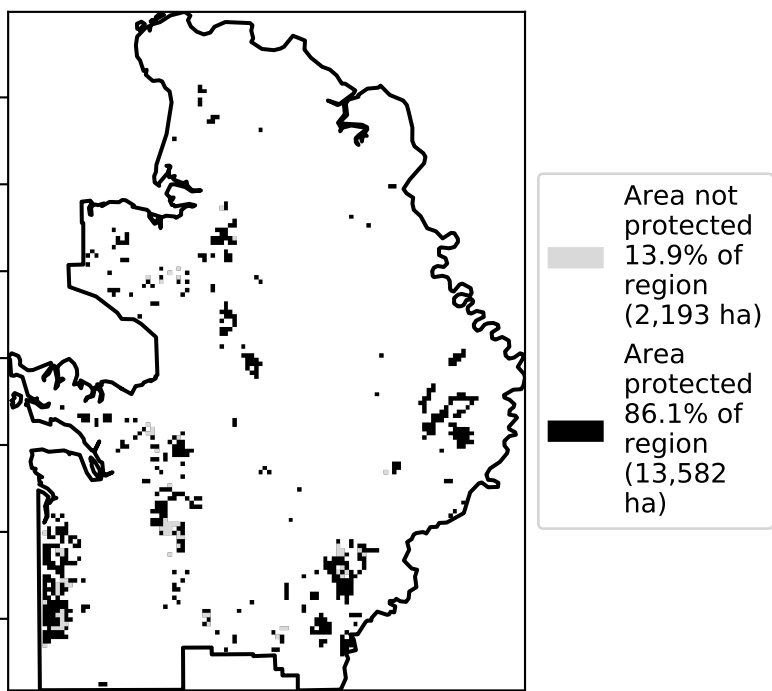 Area not
protected
13.9% of
region
(2,193 ha)
Area
protected
86.1% of
region
(13,582
ha)